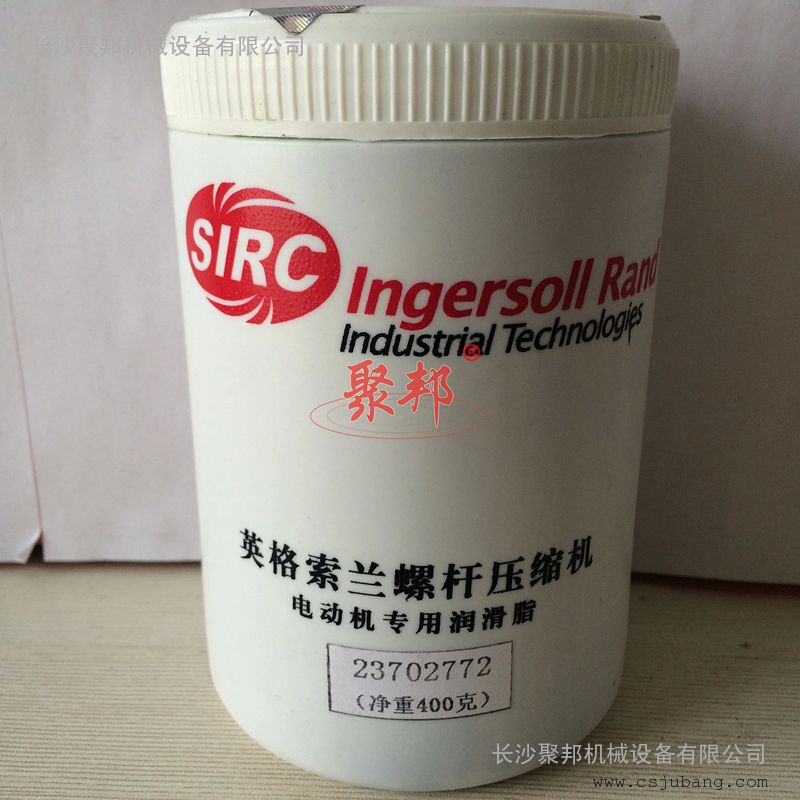 长沙聚邦机械设备有限公司
SIRC
Ingersoll Rand
Industrial Technologies
聚邦®
英格索兰螺杆压缩机
电动机专用润滑脂
23702772
(净重400克)
长沙聚邦机械设备有限公司
www.csjubang.com